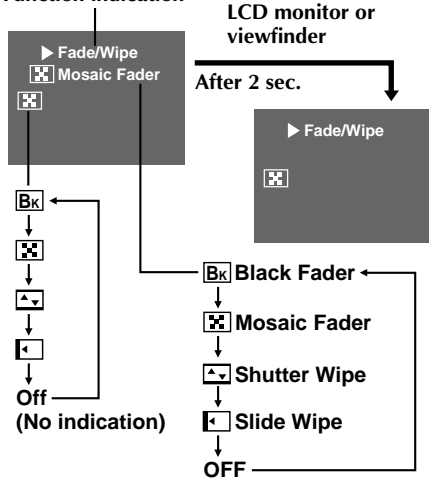 Function indication
LCD monitor or
viewfinder
Fade/Wipe
Mosaic Fader
After 2 sec.
Fade/Wipe
BK
BK Black Fader
Mosaic Fader
Shutter Wipe
Slide Wipe
Off
(No indication)
OFF